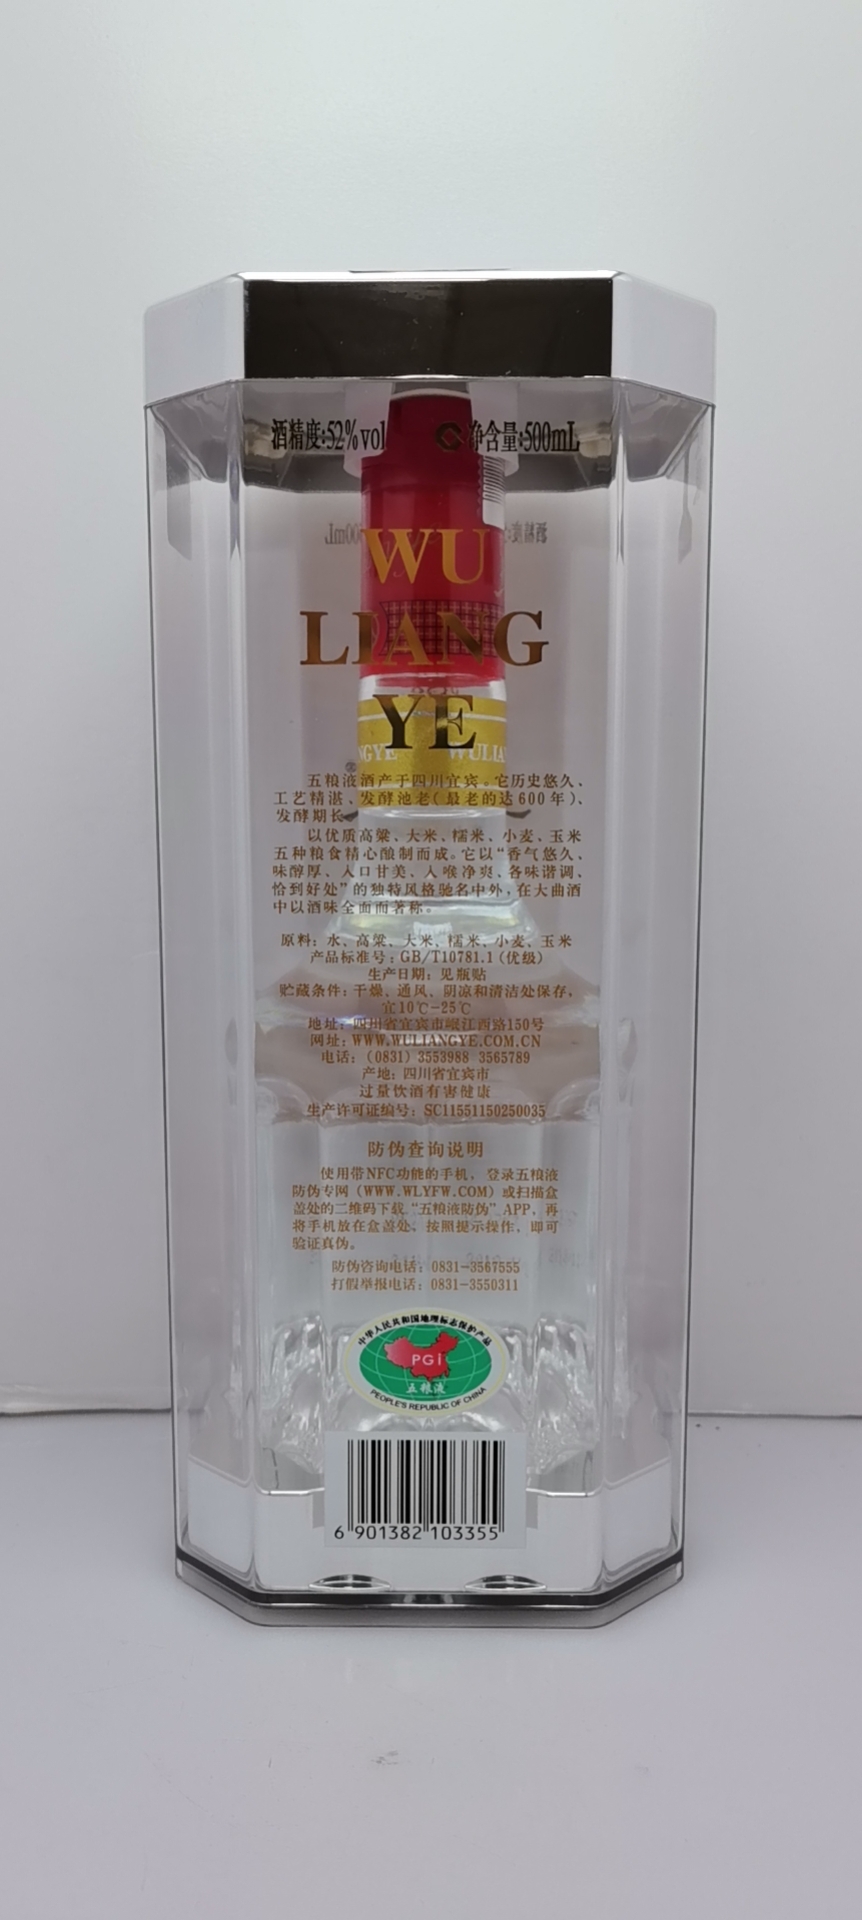 酒精度:52%vol 净含量:500mL
WU
LIANG
YE
NGYE WULIA
五粮液酒产于四川宜宾。它历史悠久、
工艺精湛、发酵池老(最老的达600年)、
发酵期长。
以优质高粱、大米、糯米、小麦、玉米
五种粮食精心酿制而成。它以“香气悠久、
味醇厚、入口甘美、入喉净爽、各味谐调、
恰到好处”的独特风格驰名中外,在大曲酒
中以酒味全面而著称。
原料:水、高粱、大米、糯米、小麦、玉米
产品标准号:GB/T10781.1(优级)
生产日期:见瓶贴
贮藏条件:干燥、通风、阴凉和清洁处保存,
宜10℃-25℃
地址:四川省宜宾市岷江西路150号
网址:WWW.WULIANGYE.COM.CN
电话:(0831) 3553988 3565789
产地:四川省宜宾市
过量饮酒有害健康
生产许可证编号:SC11551150250035
防伪查询说明
使用带NFC功能的手机,登录五粮液
防伪专网(WWW.WLYFW.COM)或扫描盒
盖处的二维码下载“五粮液防伪”APP,再
将手机放在盒盖处、按照提示操作,即可
验证真伪。
防伪咨询电话:0831-3567555
打假举报电话:0831-3550311
中华人民共和国地理标志保护产品
PGI
五粮液
PEOPLE'S REPUBLIC OF CHINA
6 901382 103355